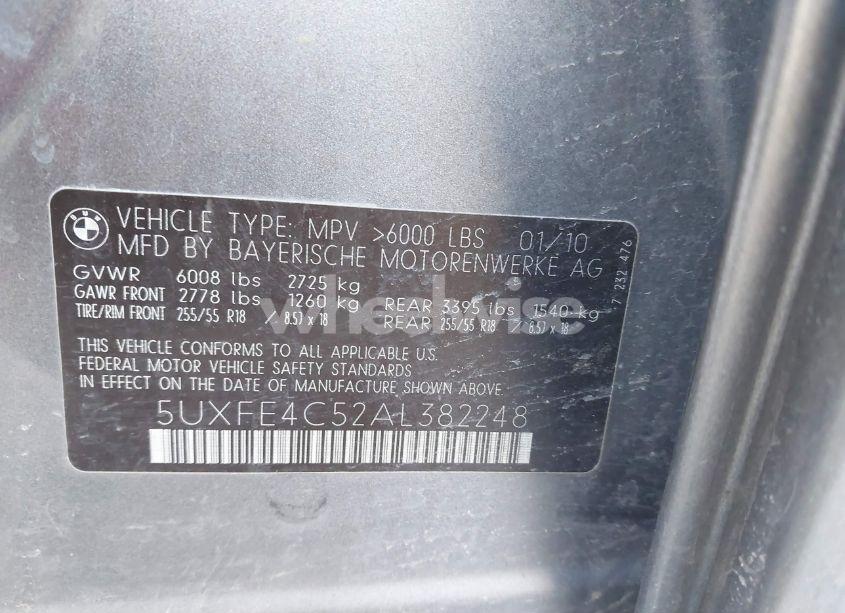 BMW
VEHICLE TYPE: MPV >6000 LBS 01/10
MFD BY BAYERISCHE MOTORENWERKE AG
GVWR 6008 lbs 2725 kg
GAWR FRONT 2778 lbs 1260 kg REAR 3395 lbs 1540 kg
TIRE/RIM FRONT 255/55 R18 / 8.5J x 18 REAR 255/55 R18 / 8.5J x 18
THIS VEHICLE CONFORMS TO ALL APPLICABLE U.S.
FEDERAL MOTOR VEHICLE SAFETY STANDARDS
IN EFFECT ON THE DATE OF MANUFACTURE SHOWN ABOVE.
5UXFE4C52AL382248
7 232 476
wheelwise